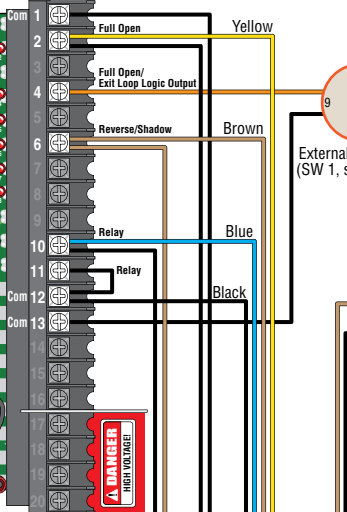 Com 1
Full Open
Yellow
2
3
Full Open/
Exit Loop Logic Output
4
9
5
Reverse/Shadow
Brown
6
External
(SW 1, s
7
8
9
Relay
Blue
10
11
Relay
Com 12
Black
Com 13
14
15
16
17
18
19
20
DANGER
HIGH VOLTAGE!